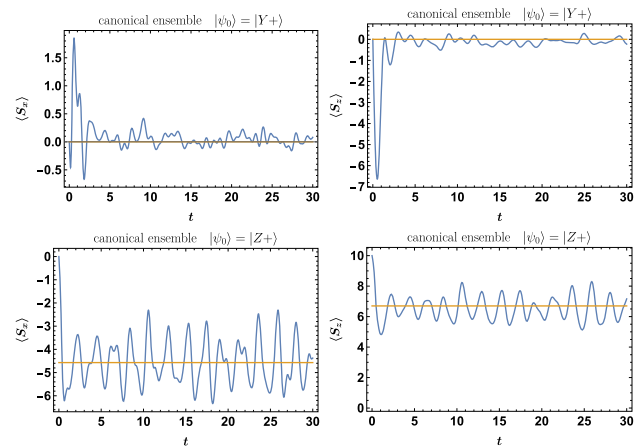 canonical ensemble |ψ₀⟩ = |Y+⟩
⟨Sₓ⟩
1.5
1.0
0.5
0.0
-0.5
0 5 10 15 20 25 30
t
canonical ensemble |ψ₀⟩ = |Y+⟩
⟨S_z⟩
0
-1
-2
-3
-4
-5
-6
-7
0 5 10 15 20 25 30
t
canonical ensemble |ψ₀⟩ = |Z+⟩
⟨Sₓ⟩
0
-1
-2
-3
-4
-5
-6
0 5 10 15 20 25 30
t
canonical ensemble |ψ₀⟩ = |Z+⟩
⟨S_z⟩
10
8
6
4
2
0
0 5 10 15 20 25 30
t